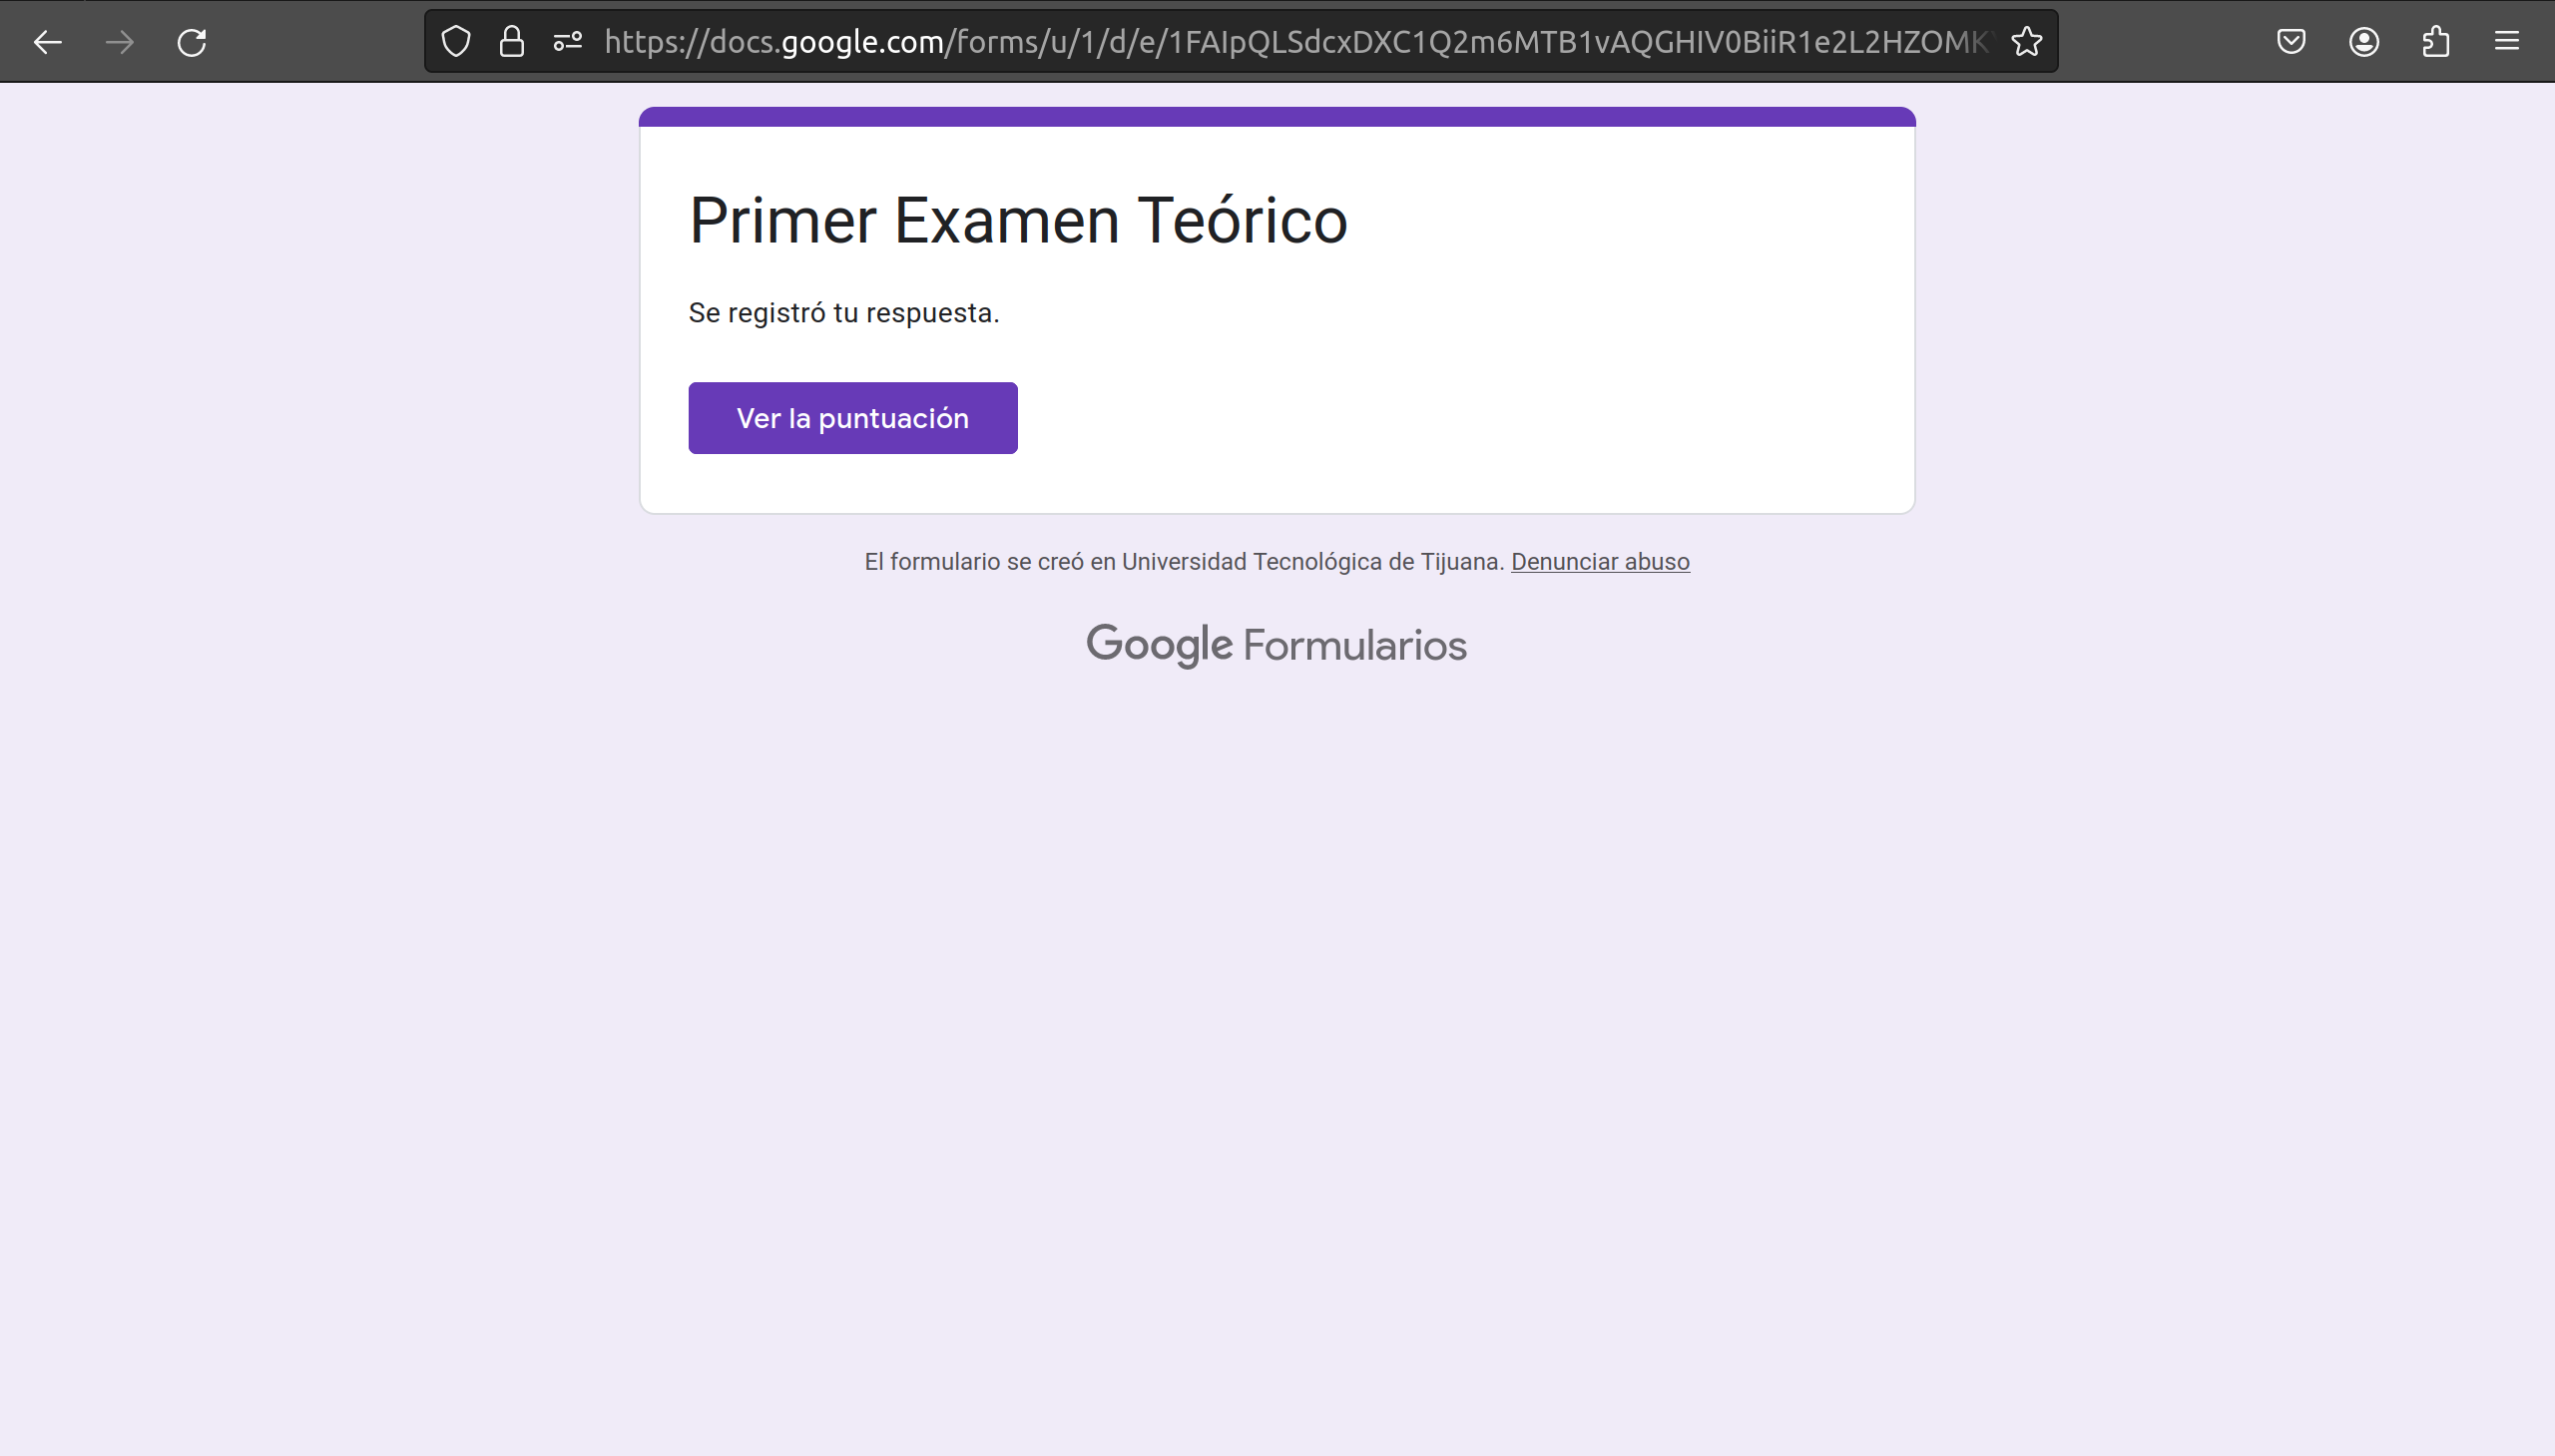 https://docs.google.com/forms/u/1/d/e/1FAIpQLSdcxDXC1Q2m6MTB1vAQGHIV0BiiR1e2L2HZOMK
Primer Examen Teórico
Se registró tu respuesta.
Ver la puntuación
El formulario se creó en Universidad Tecnológica de Tijuana. Denunciar abuso
Google Formularios